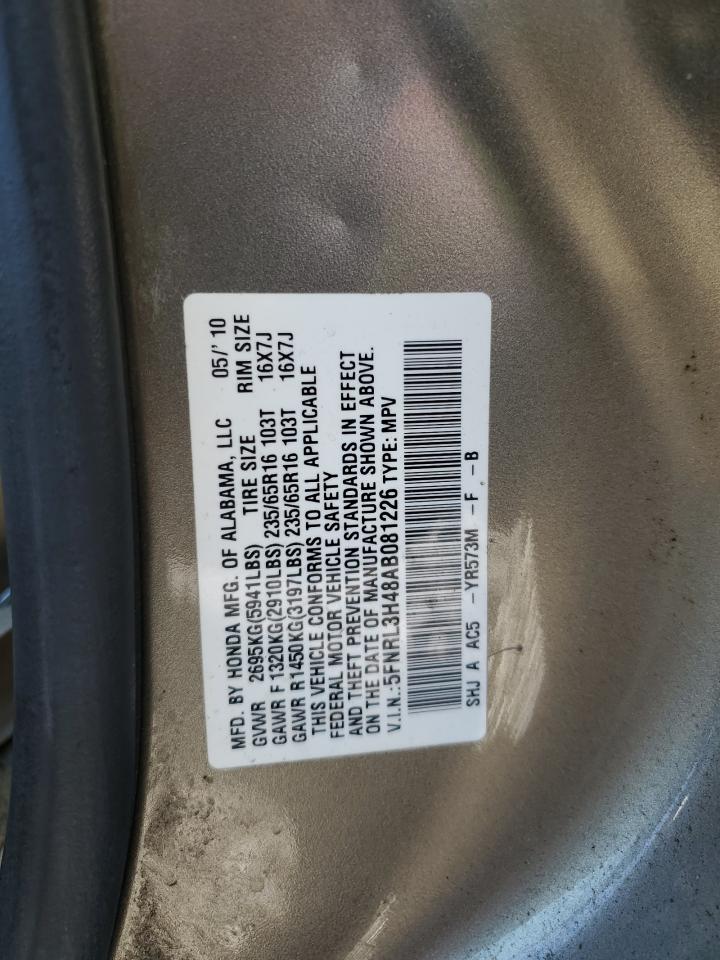 MFD. BY HONDA MFG. OF ALABAMA, LLC 05/' 10
GVWR 2695KG(5941LBS) TIRE SIZE RIM SIZE
GAWR F 1320KG(2910LBS) 235/65R16 103T 16X7J
GAWR R1450KG(3197LBS) 235/65R16 103T 16X7J
THIS VEHICLE CONFORMS TO ALL APPLICABLE
FEDERAL MOTOR VEHICLE SAFETY
AND THEFT PREVENTION STANDARDS IN EFFECT
ON THE DATE OF MANUFACTURE SHOWN ABOVE.
V.I.N.:5FNRL3H48AB081226 TYPE: MPV
SHJ A AC5 -YR573M -F -B